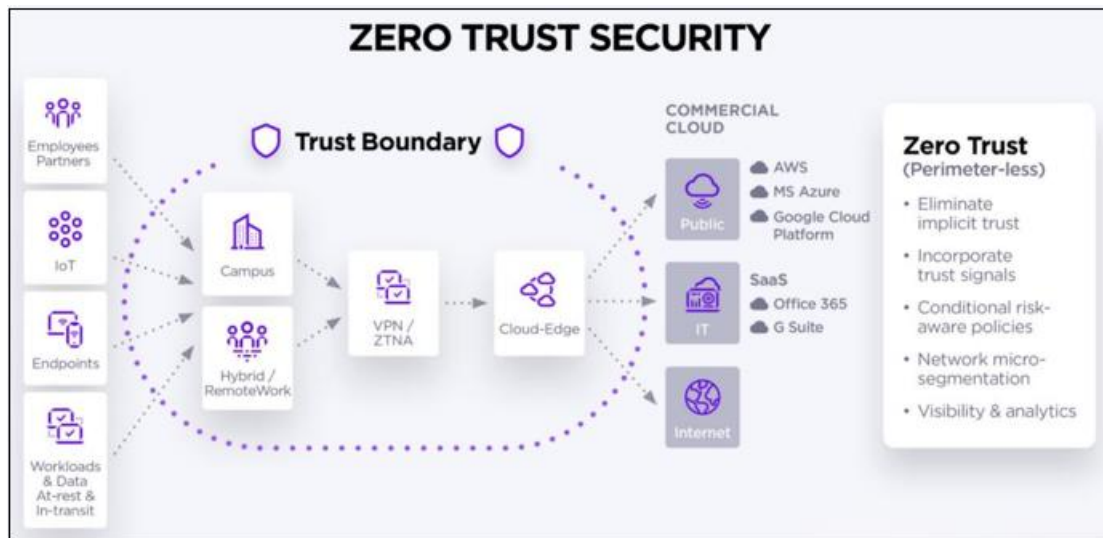 ZERO TRUST SECURITY
Employees
Partners
IoT
Endpoints
Workloads
& Data
At-rest &
In-transit
Trust Boundary
Campus
Hybrid /
RemoteWork
VPN /
ZTNA
Cloud-Edge
COMMERCIAL
CLOUD
Public
AWS
MS Azure
Google Cloud
Platform
IT
SaaS
Office 365
G Suite
Internet
Zero Trust
(Perimeter-less)
• Eliminate
implicit trust
• Incorporate
trust signals
• Conditional risk-
aware policies
• Network micro-
segmentation
• Visibility & analytics